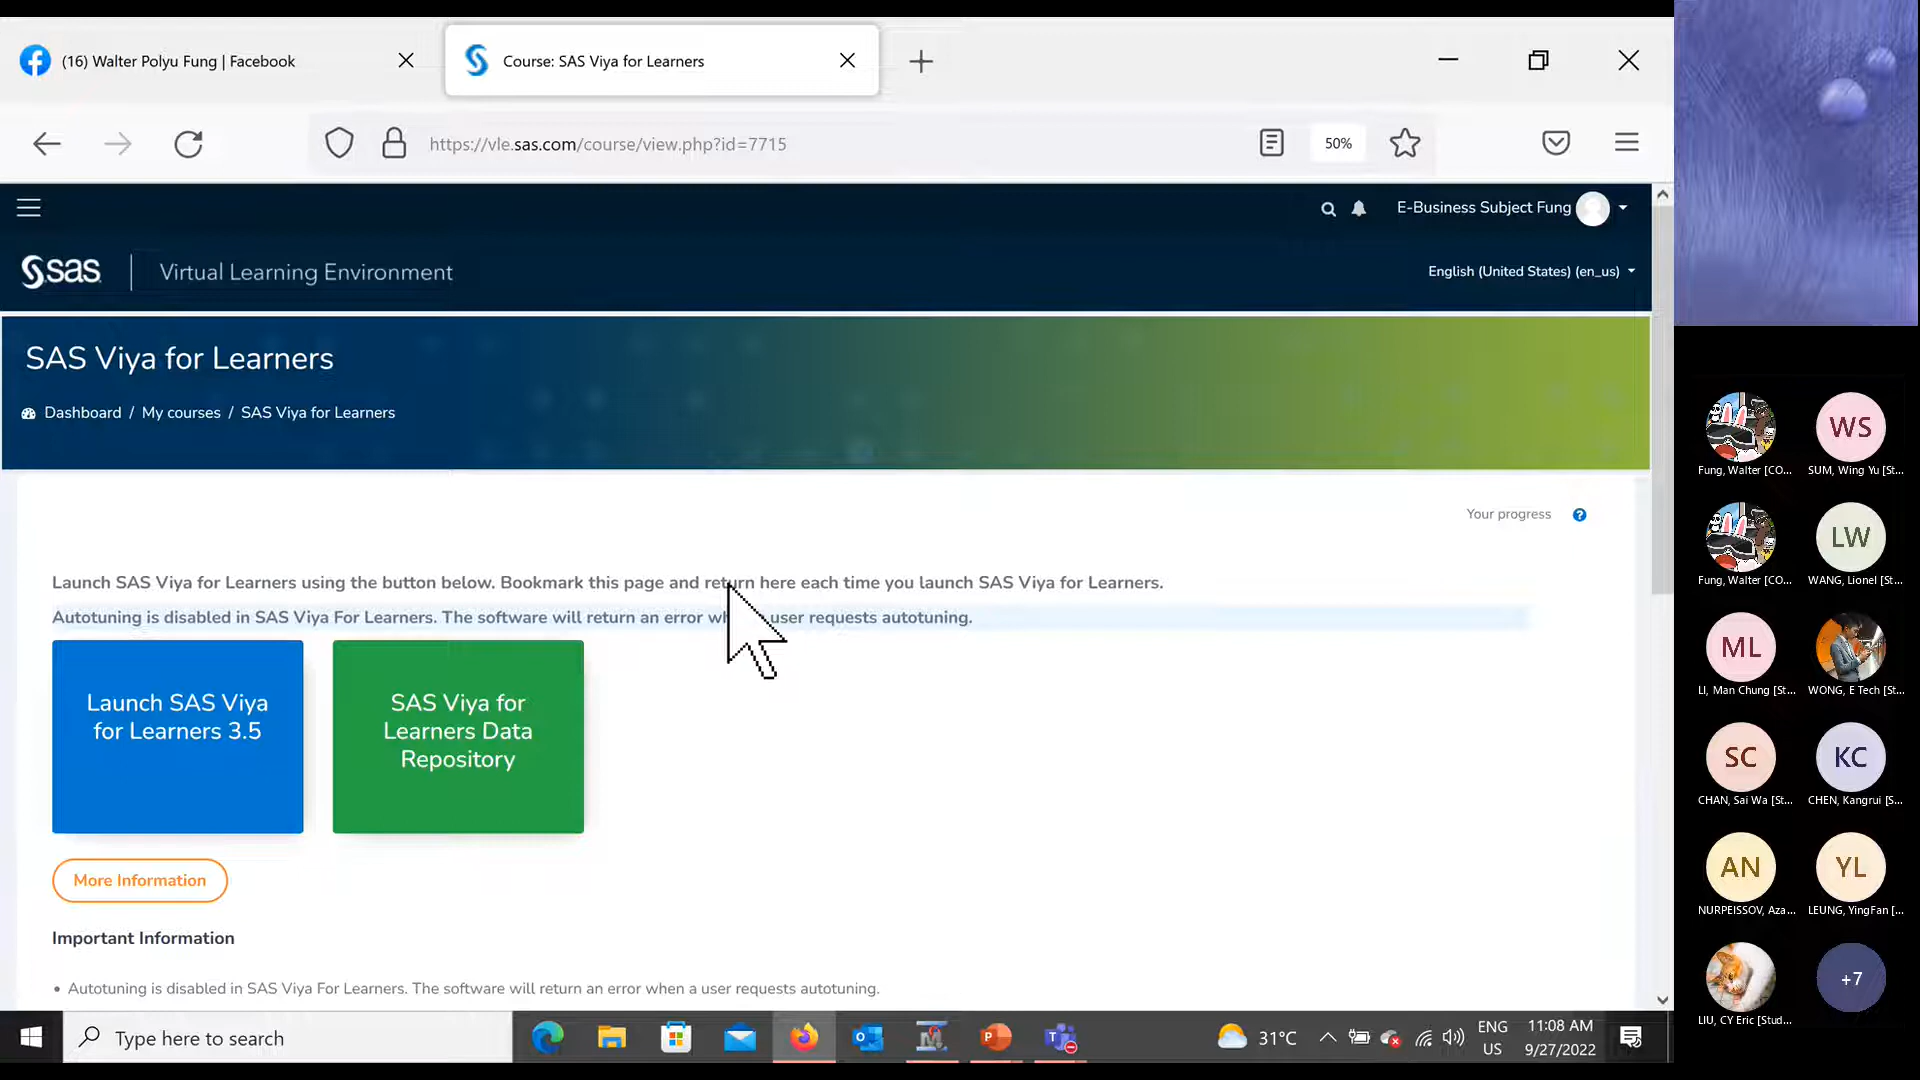 (16) Walter Polyu Fung | Facebook
Course: SAS Viya for Learners
https://vle.sas.com/course/view.php?id=7715
50%
E-Business Subject Fung
sas
Virtual Learning Environment
English (United States) (en_us)
SAS Viya for Learners
Dashboard / My courses / SAS Viya for Learners
Your progress
Launch SAS Viya for Learners using the button below. Bookmark this page and return here each time you launch SAS Viya for Learners.
Autotuning is disabled in SAS Viya For Learners. The software will return an error wh user requests autotuning.
Launch SAS Viya
for Learners 3.5
SAS Viya for
Learners Data
Repository
More Information
Important Information
• Autotuning is disabled in SAS Viya For Learners. The software will return an error when a user requests autotuning.
Type here to search
31°C
ENG
US
11:08 AM
9/27/2022
Fung, Walter [CO...
WS
SUM, Wing Yu [St...
Fung, Walter [CO...
LW
WANG, Lionel [St...
ML
LI, Man Chung [St...
WONG, E Tech [St...
SC
CHAN, Sai Wa [St...
KC
CHEN, Kangrui [S...
AN
NURPEISSOV, Aza...
YL
LEUNG, YingFan [...
LIU, CY Eric [Stud...
+7